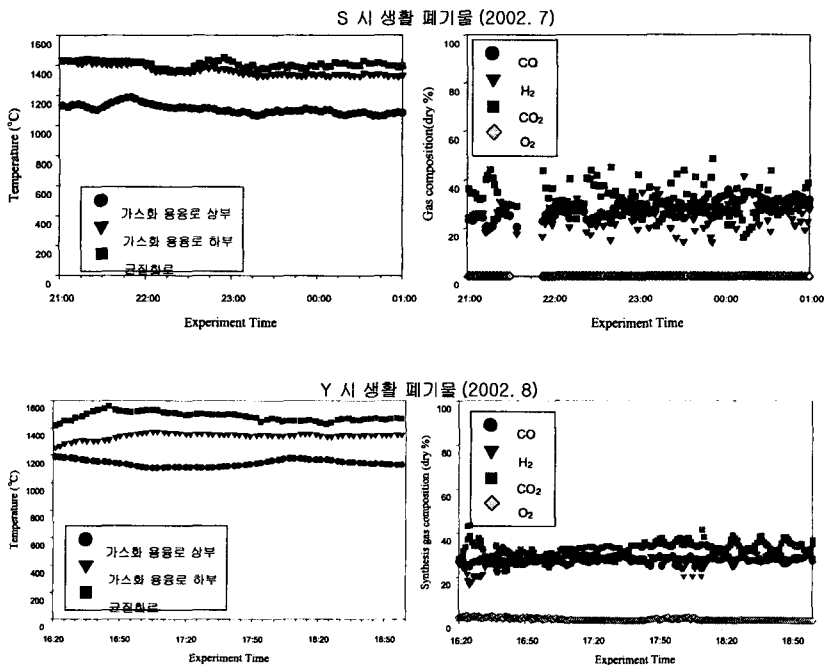 S 시 생활 폐기물 (2002. 7)
1600
1400
1200
1000
800
600
400
200
0
Temperature (°C)
가스화 용융로 상부
가스화 용융로 하부
균질화로
21:00 22:00 23:00 00:00 01:00
Experiment Time
100
80
60
40
20
0
Gas composition(dry %)
CO
H2
CO2
O2
21:00 22:00 23:00 00:00 01:00
Experiment Time
Y 시 생활 폐기물 (2002. 8)
1600
1400
1200
1000
800
600
400
200
0
Temperature (°C)
가스화 용융로 상부
가스화 용융로 하부
균질화로
16:20 16:50 17:20 17:50 18:20 18:50
Experiment Time
100
80
60
40
20
0
Synthesis gas composition (dry %)
CO
H2
CO2
O2
16:20 16:50 17:20 17:50 18:20 18:50
Experiment Time